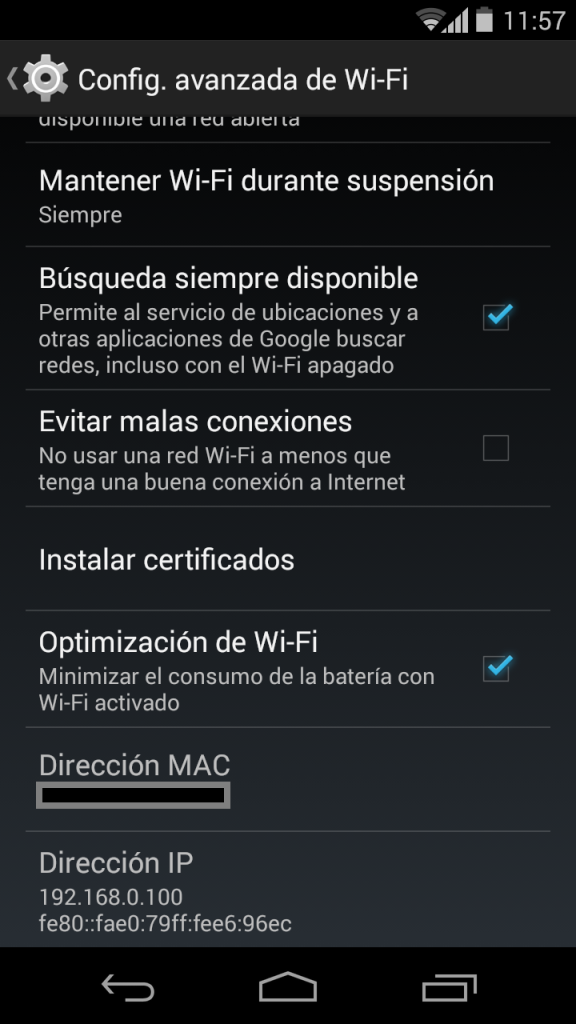 11:57
Config. avanzada de Wi-Fi
disponible una red abierta
Mantener Wi-Fi durante suspensión
Siempre
Búsqueda siempre disponible
Permite al servicio de ubicaciones y a
otras aplicaciones de Google buscar
redes, incluso con el Wi-Fi apagado
Evitar malas conexiones
No usar una red Wi-Fi a menos que
tenga una buena conexión a Internet
Instalar certificados
Optimización de Wi-Fi
Minimizar el consumo de la batería con
Wi-Fi activado
Dirección MAC
Dirección IP
192.168.0.100
fe80::fae0:79ff:fee6:96ec